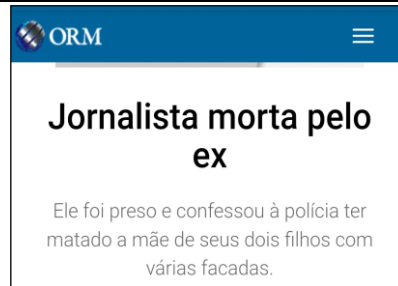 ORM
Jornalista morta pelo
ex
Ele foi preso e confessou à polícia ter
matado a mãe de seus dois filhos com
várias facadas.